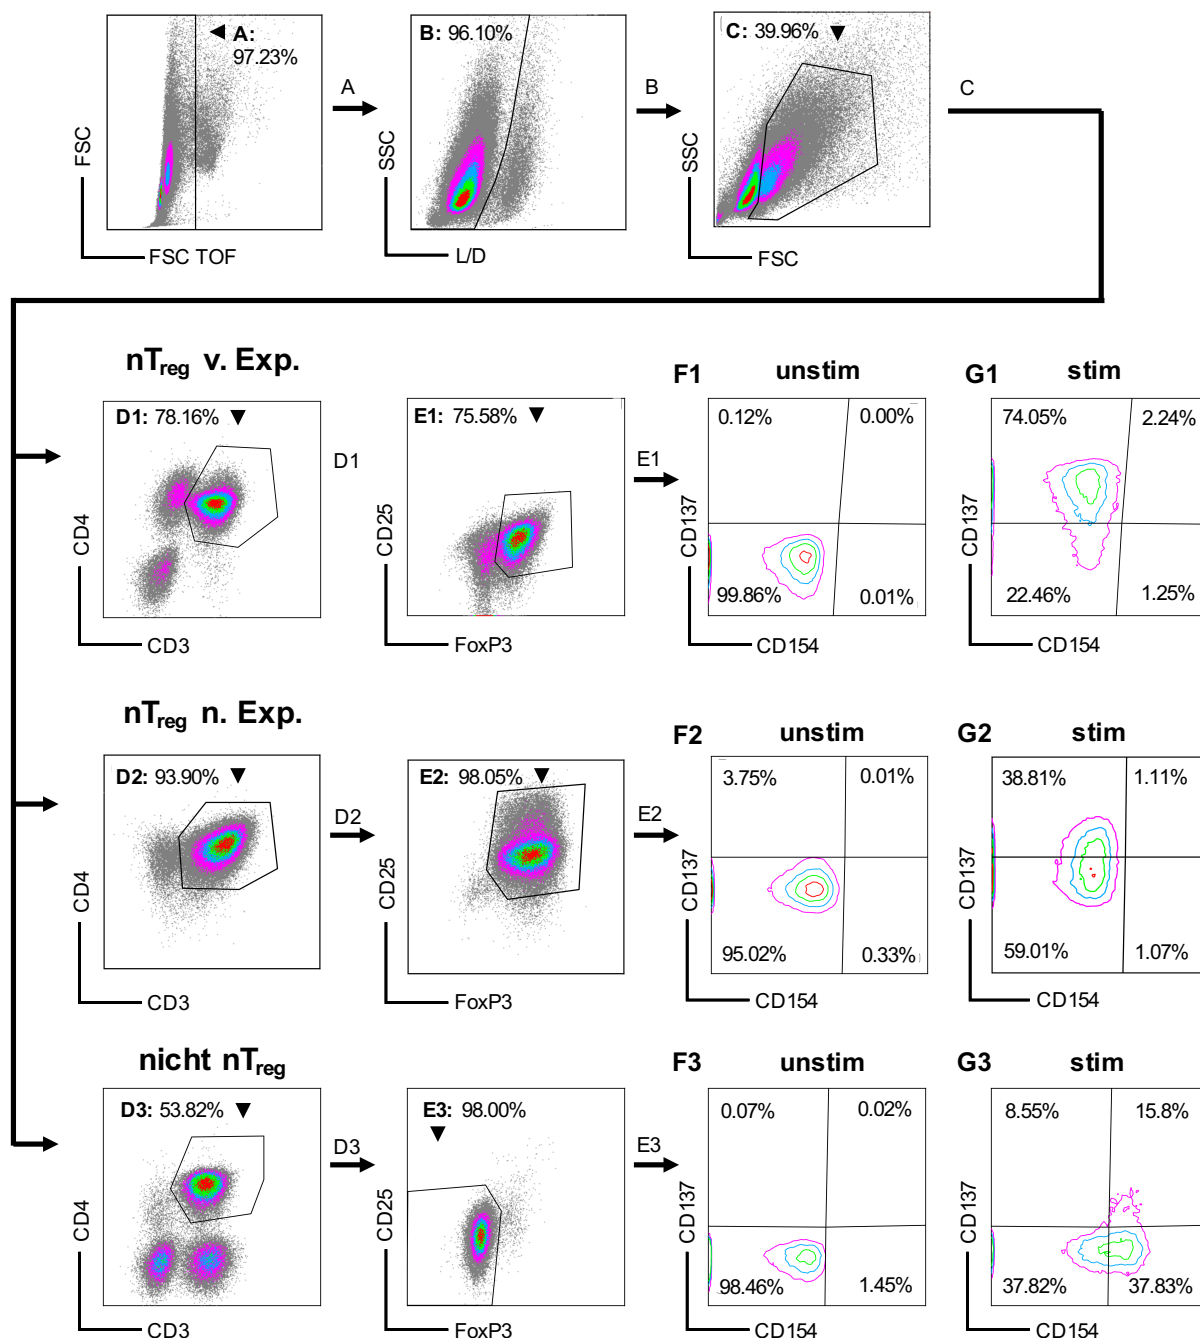 A:
97.23%
FSC
FSC TOF
A
B: 96.10%
SSC
L/D
B
C: 39.96%
SSC
FSC
C
nTreg v. Exp.
D1: 78.16%
CD4
CD3
D1
E1: 75.58%
CD25
FoxP3
E1
F1 unstim
0.12% 0.00%
99.86% 0.01%
CD137
CD154
G1 stim
74.05% 2.24%
22.46% 1.25%
CD137
CD154
nTreg n. Exp.
D2: 93.90%
CD4
CD3
D2
E2: 98.05%
CD25
FoxP3
E2
F2 unstim
3.75% 0.01%
95.02% 0.33%
CD137
CD154
G2 stim
38.81% 1.11%
59.01% 1.07%
CD137
CD154
nicht nTreg
D3: 53.82%
CD4
CD3
D3
E3: 98.00%
CD25
FoxP3
E3
F3 unstim
0.07% 0.02%
98.46% 1.45%
CD137
CD154
G3 stim
8.55% 15.8%
37.82% 37.83%
CD137
CD154